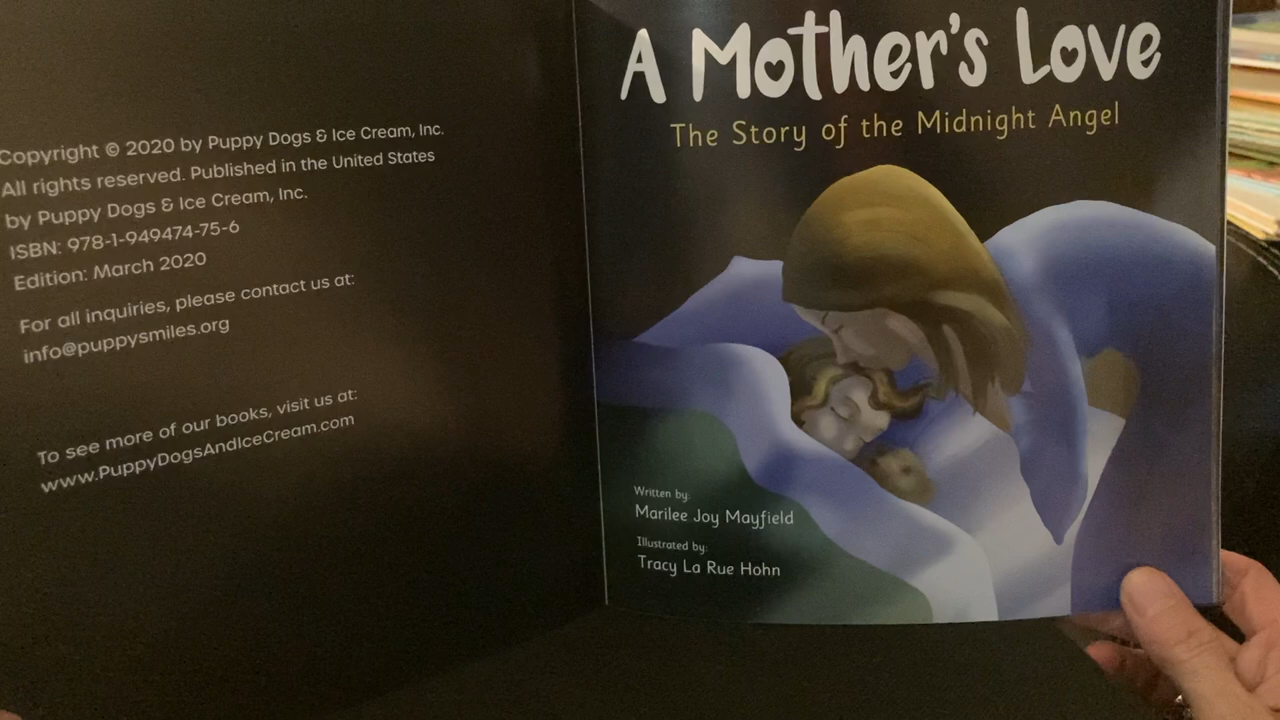 Copyright © 2020 by Puppy Dogs & Ice Cream, Inc.
All rights reserved. Published in the United States
by Puppy Dogs & Ice Cream, Inc.
ISBN: 978-1-949474-75-6
Edition: March 2020
For all inquiries, please contact us at:
info@puppysmiles.org
To see more of our books, visit us at:
www.PuppyDogsAndIceCream.com
A Mother's Love
The Story of the Midnight Angel
Written by:
Marilee Joy Mayfield
Illustrated by:
Tracy La Rue Hohn